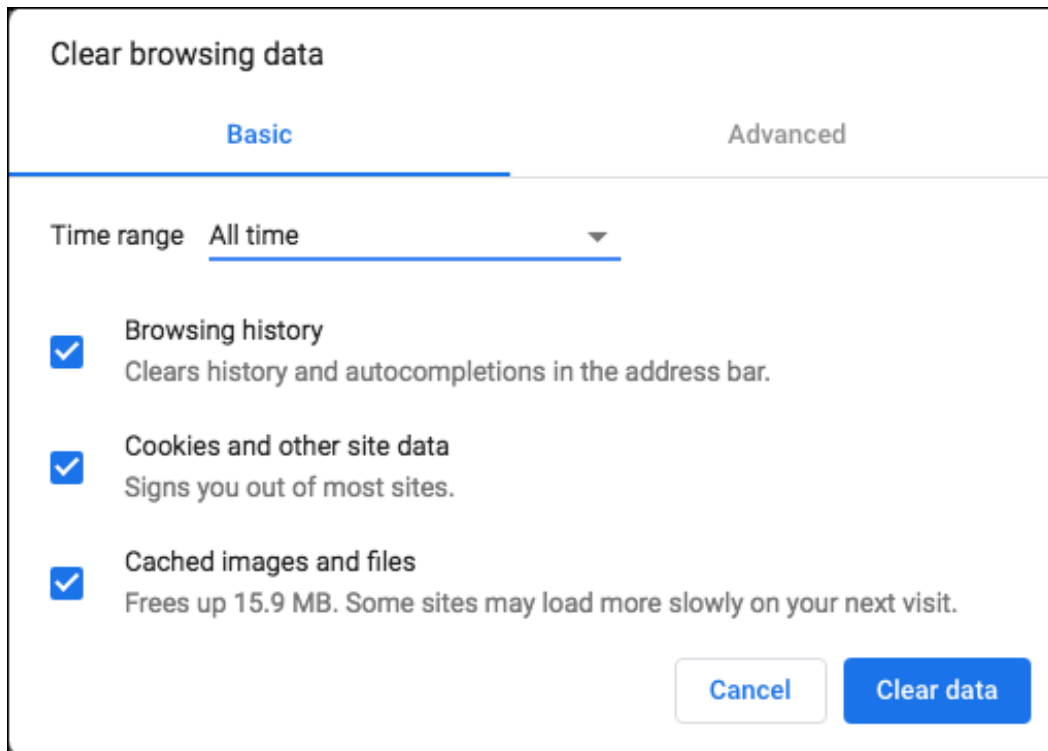 Clear browsing data
Basic Advanced
Time range All time
Browsing history
Clears history and autocompletions in the address bar.
Cookies and other site data
Signs you out of most sites.
Cached images and files
Frees up 15.9 MB. Some sites may load more slowly on your next visit.
Cancel Clear data